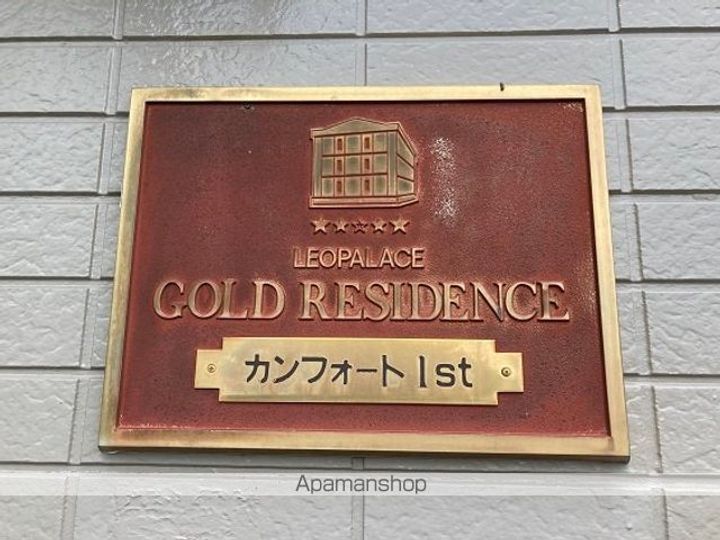 LEOPALACE
GOLD RESIDENCE
カンフォート1st
Apamanshop